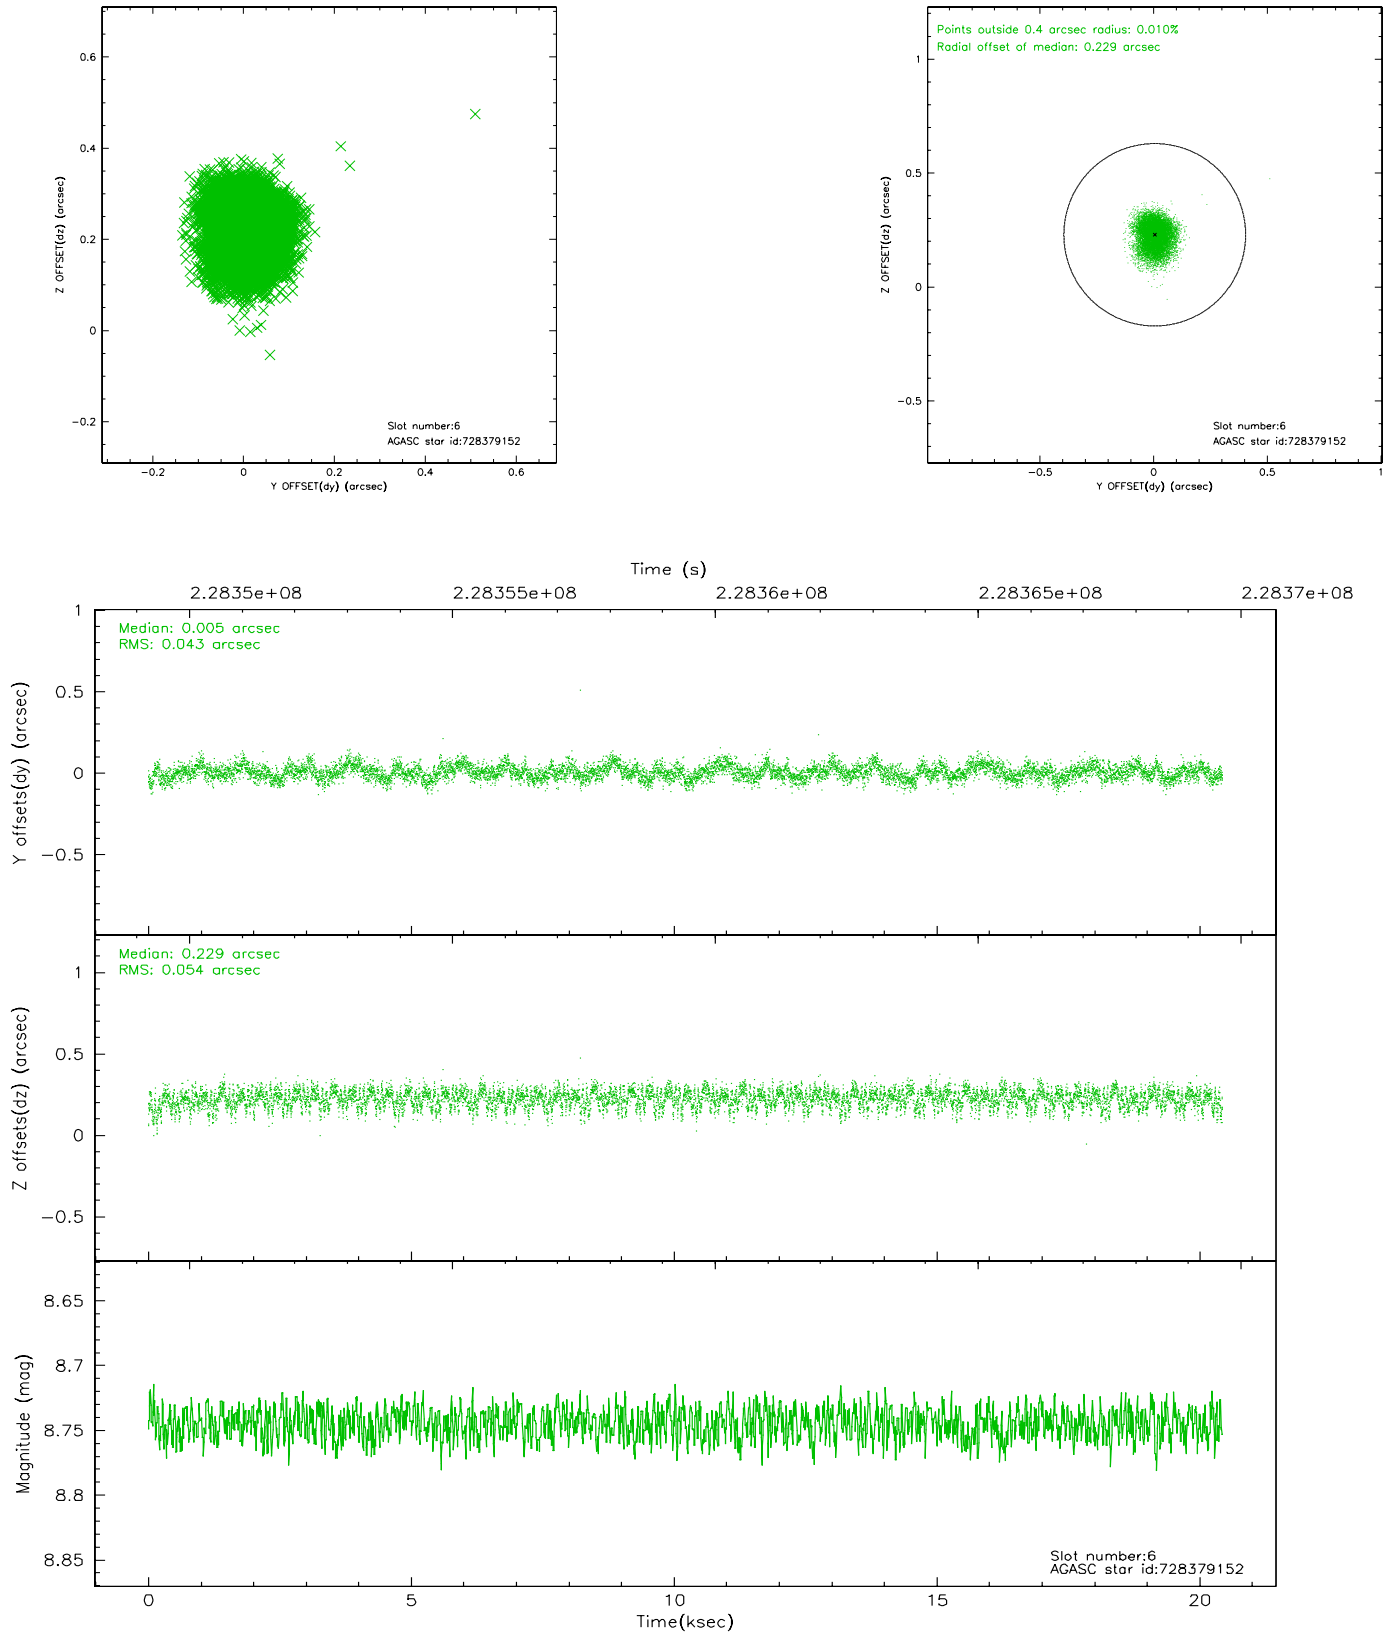 0.6
0.4
0.2
0
−0.2
Z OFFSET(dz) (arcsec)
Slot number:6
AGASC star id:728379152
−0.2 0 0.2 0.4 0.6
Y OFFSET(dy) (arcsec)
Points outside 0.4 arcsec radius: 0.010%
Radial offset of median: 0.229 arcsec
1
0.5
0
−0.5
Z OFFSET(dz) (arcsec)
Slot number:6
AGASC star id:728379152
−0.5 0 0.5 1
Y OFFSET(dy) (arcsec)
Time (s)
2.2835e+08 2.28355e+08 2.2836e+08 2.28365e+08 2.2837e+08
Median: 0.005 arcsec
RMS: 0.043 arcsec
1
0.5
0
−0.5
Y offsets(dy) (arcsec)
Median: 0.229 arcsec
RMS: 0.054 arcsec
1
0.5
0
−0.5
Z offsets(dz) (arcsec)
8.65
8.7
8.75
8.8
8.85
Magnitude (mag)
Slot number:6
AGASC star id:728379152
0 5 10 15 20
Time(ksec)